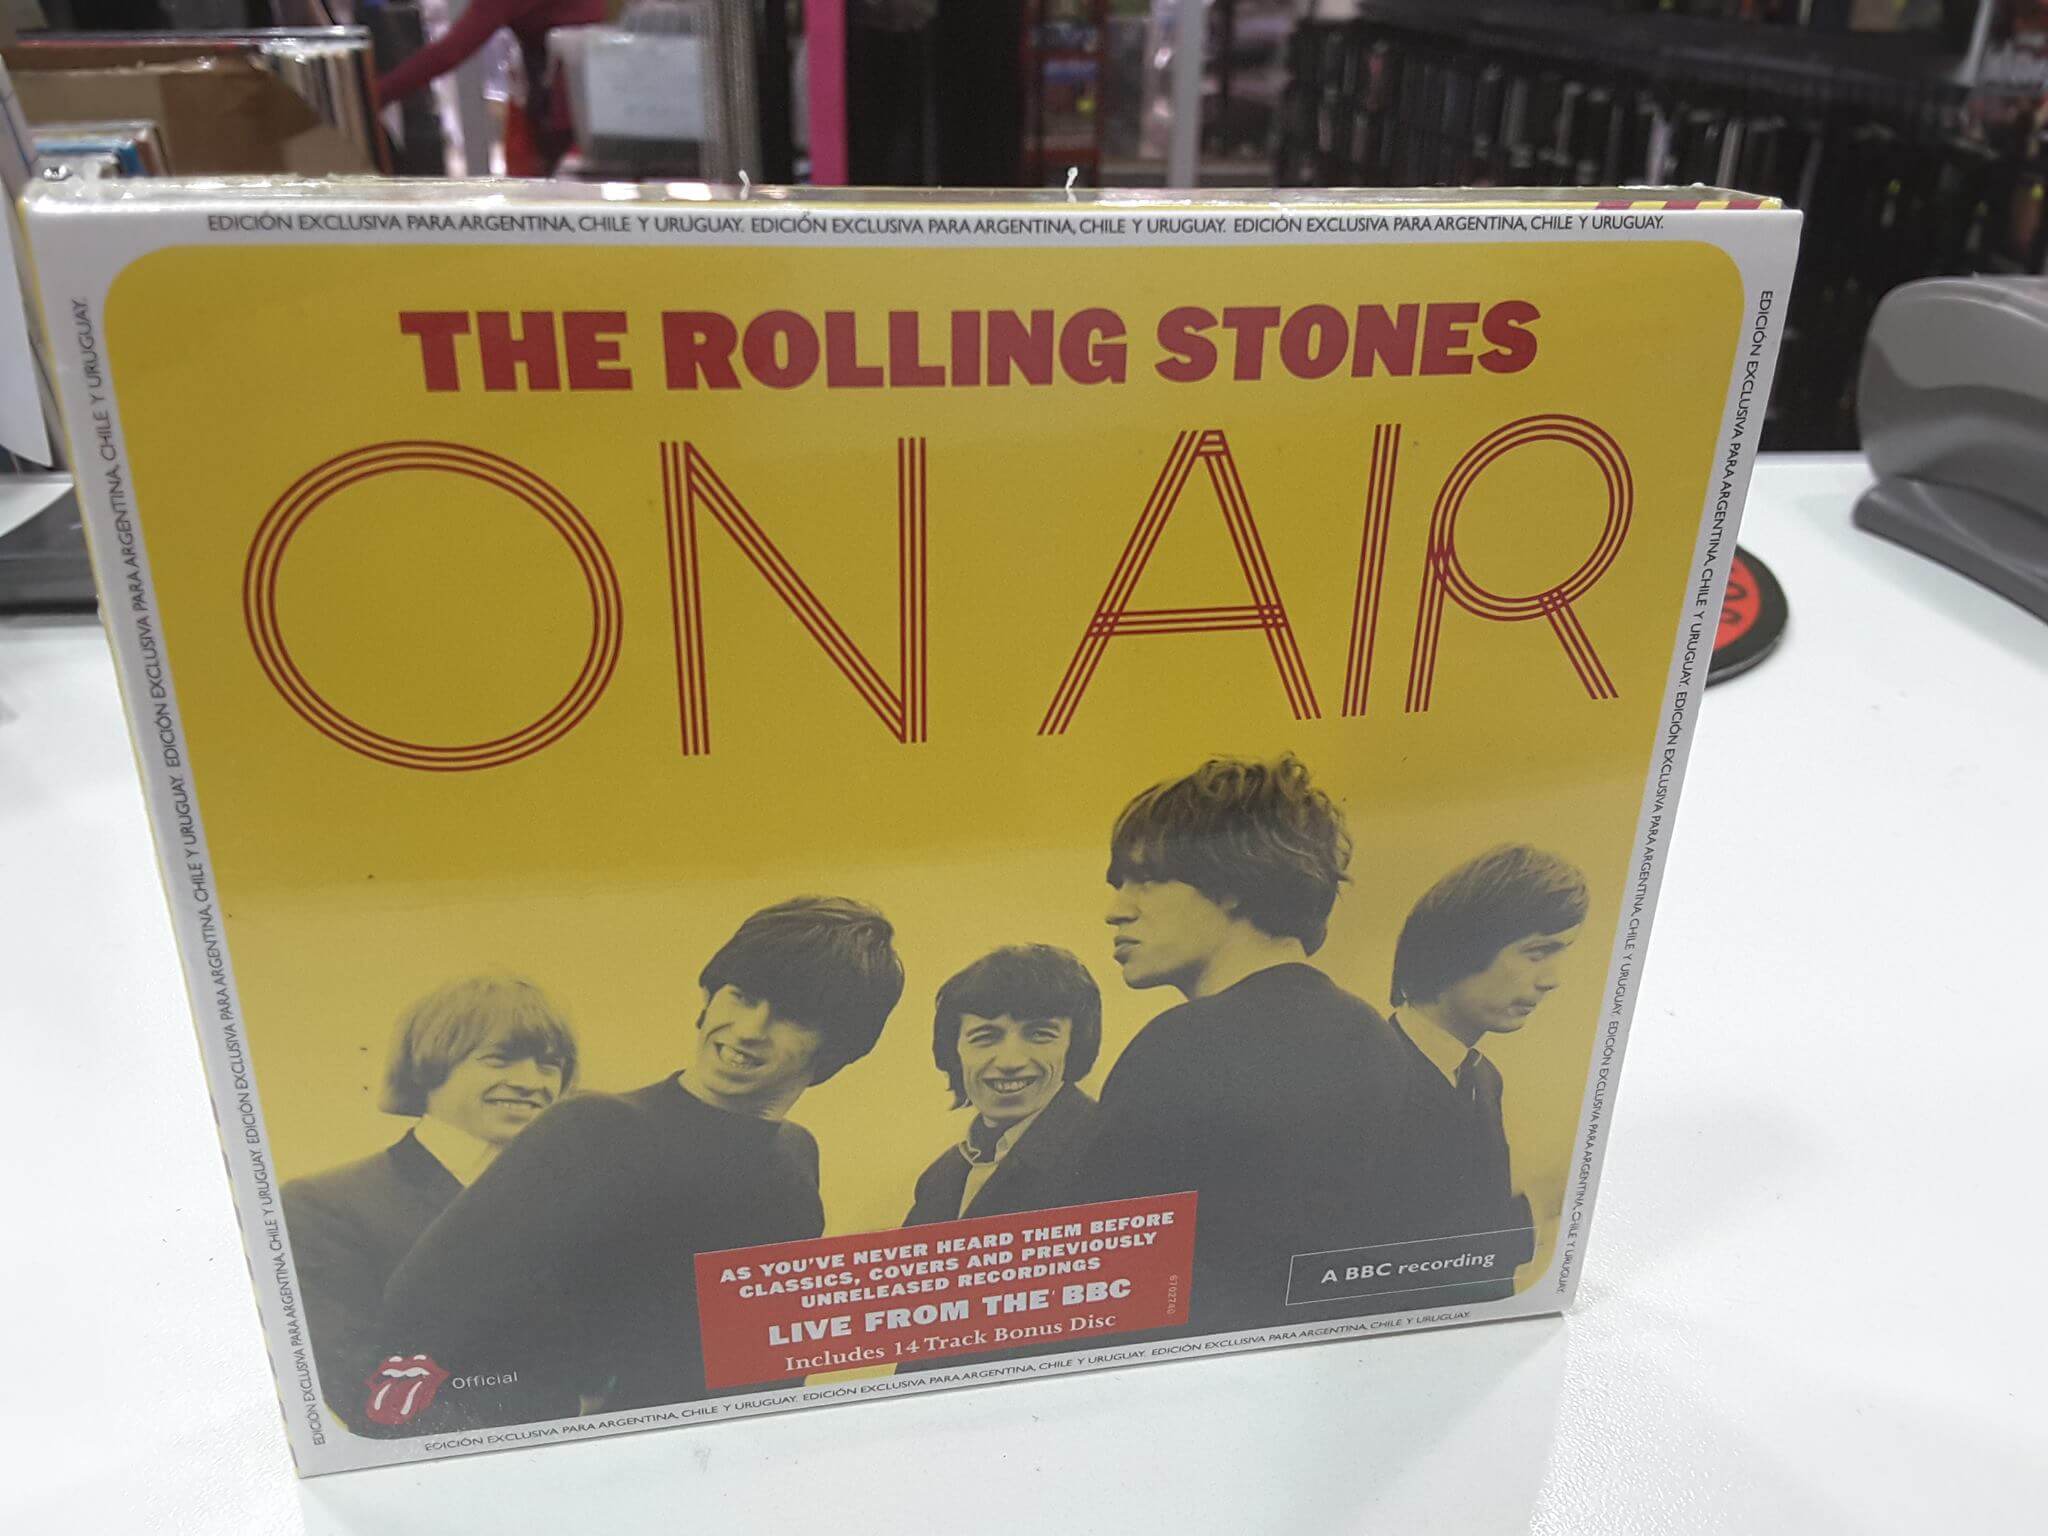 EDICIÓN EXCLUSIVA PARA ARGENTINA, CHILE Y URUGUAY. EDICIÓN EXCLUSIVA PARA ARGENTINA, CHILE Y URUGUAY. EDICIÓN EXCLUSIVA PARA ARGENTINA, CHILE Y URUGUAY.
EDICIÓN EXCLUSIVA PARA ARGENTINA, CHILE Y URUGUAY. EDICIÓN EXCLUSIVA PARA ARGENTINA, CHILE Y URUGUAY. EDICIÓN EXCLUSIVA PARA ARGENTINA, CHILE Y URUGUAY.
THE ROLLING STONES
ON AIR
EDICIÓN EXCLUSIVA PARA ARGENTINA, CHILE Y URUGUAY. EDICIÓN EXCLUSIVA PARA ARGENTINA, CHILE Y URUGUAY. EDICIÓN EXCLUSIVA PARA ARGENTINA, CHILE Y URUGUAY.
AS YOU'VE NEVER HEARD THEM BEFORE
CLASSICS, COVERS AND PREVIOUSLY
UNRELEASED RECORDINGS
LIVE FROM THE BBC
Includes 14 Track Bonus Disc
6702740
A BBC recording
Official
EDICIÓN EXCLUSIVA PARA ARGENTINA, CHILE Y URUGUAY. EDICIÓN EXCLUSIVA PARA ARGENTINA, CHILE Y URUGUAY. EDICIÓN EXCLUSIVA PARA ARGENTINA, CHILE Y URUGUAY.